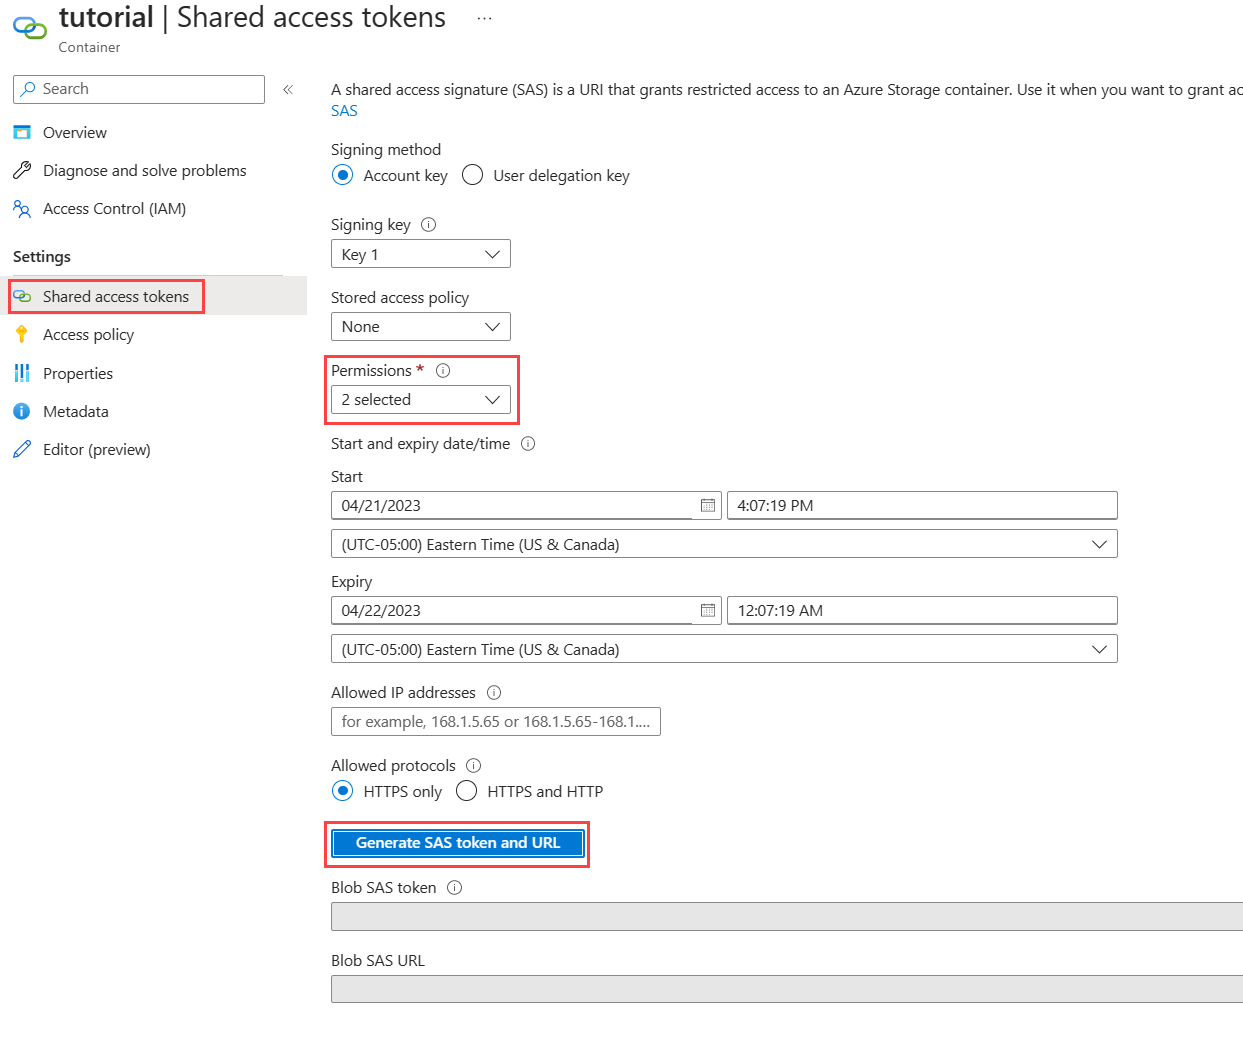 tutorial | Shared access tokens ...
Container
Search «
Overview
Diagnose and solve problems
Access Control (IAM)
Settings
Shared access tokens
Access policy
Properties
Metadata
Editor (preview)
A shared access signature (SAS) is a URI that grants restricted access to an Azure Storage container. Use it when you want to grant
SAS
Signing method
Account key User delegation key
Signing key
Key 1
Stored access policy
None
Permissions *
2 selected
Start and expiry date/time
Start
04/21/2023 4:07:19 PM
(UTC-05:00) Eastern Time (US & Canada)
Expiry
04/22/2023 12:07:19 AM
(UTC-05:00) Eastern Time (US & Canada)
Allowed IP addresses
for example, 168.1.5.65 or 168.1.5.65-168.1....
Allowed protocols
HTTPS only HTTPS and HTTP
Generate SAS token and URL
Blob SAS token
Blob SAS URL